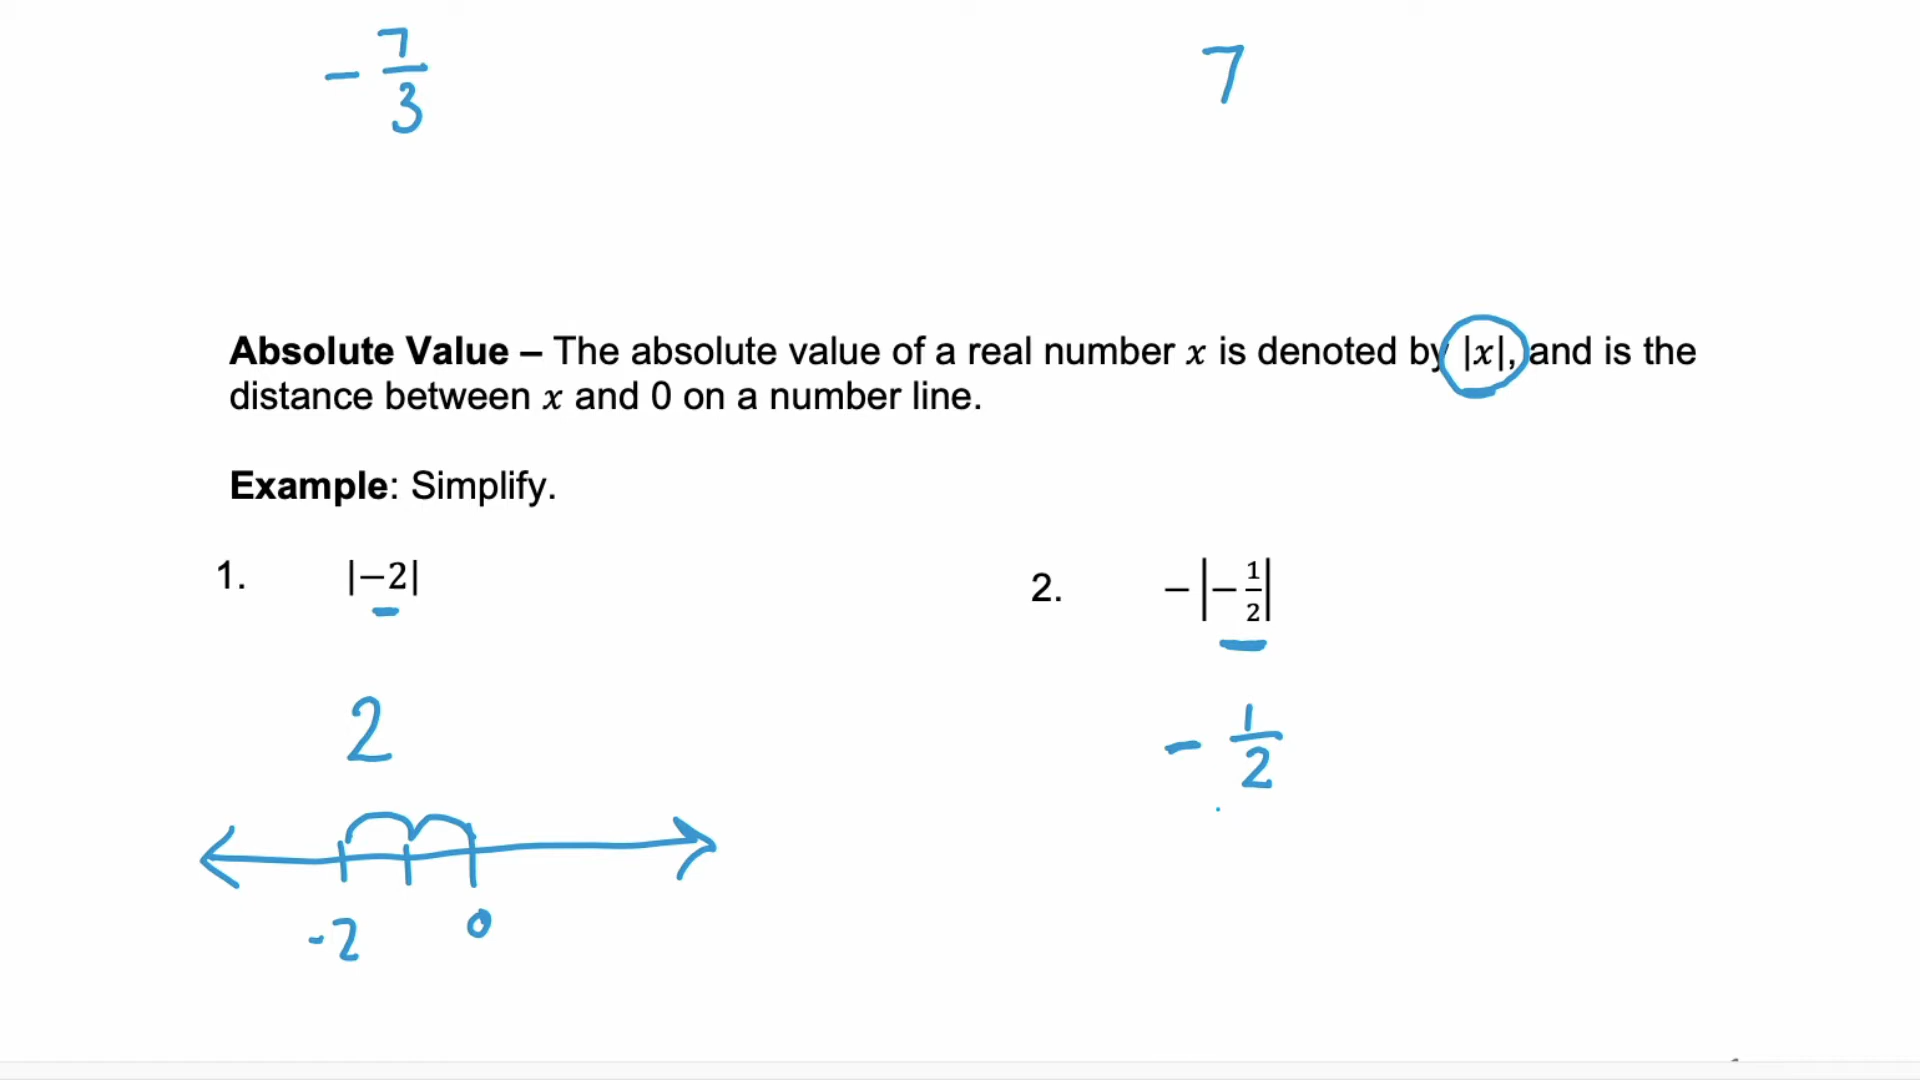 -7/3
7
Absolute Value – The absolute value of a real number x is denoted by |x|, and is the
distance between x and 0 on a number line.
Example: Simplify.
1. |−2|
2. −|−1/2|
2
- 1/2
-2 0